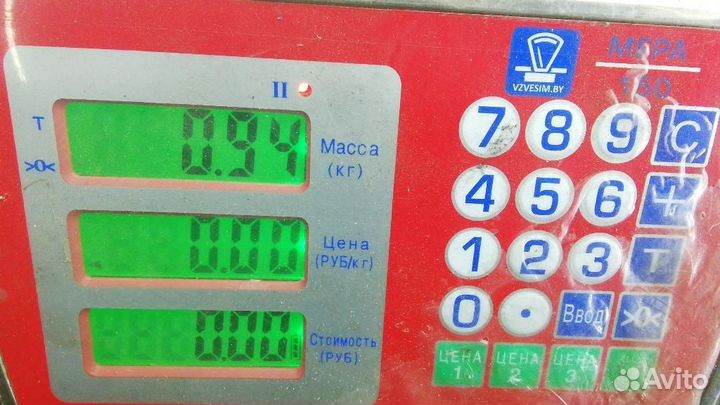 II
T
>0<
0.94
Масса
(кг)
0.00
Цена
(РУБ/кг)
0.00
Стоимость
(РУБ)
VZVESIM.BY
МЕРА
150
7 8 9 C
4 5 6
1 2 3 T
0 . Ввод >0<
ЦЕНА 1 ЦЕНА 2 ЦЕНА 3
Avito